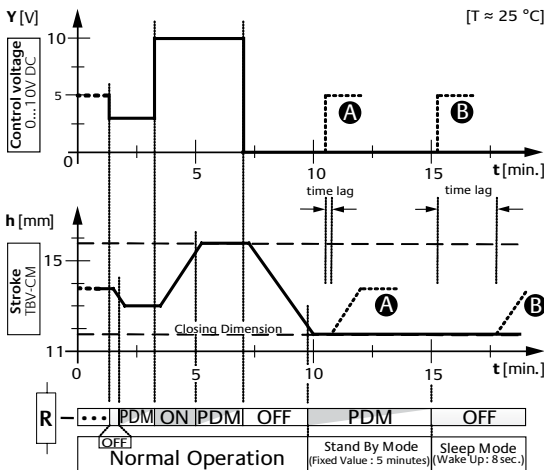 Y [V]
[T ≈ 25 °C]
Control voltage
0...10V DC
10
5
0
A
B
5
10
15
t [min.]
time lag
time lag
h [mm]
Stroke
TBV-CM
15
11
Closing Dimension
A
B
0
5
10
15
t [min.]
R
PDM ON PDM OFF PDM OFF
OFF
Normal Operation
Stand By Mode
(Fixed Value : 5 minutes)
Sleep Mode
(Wake Up : 8 sec.)